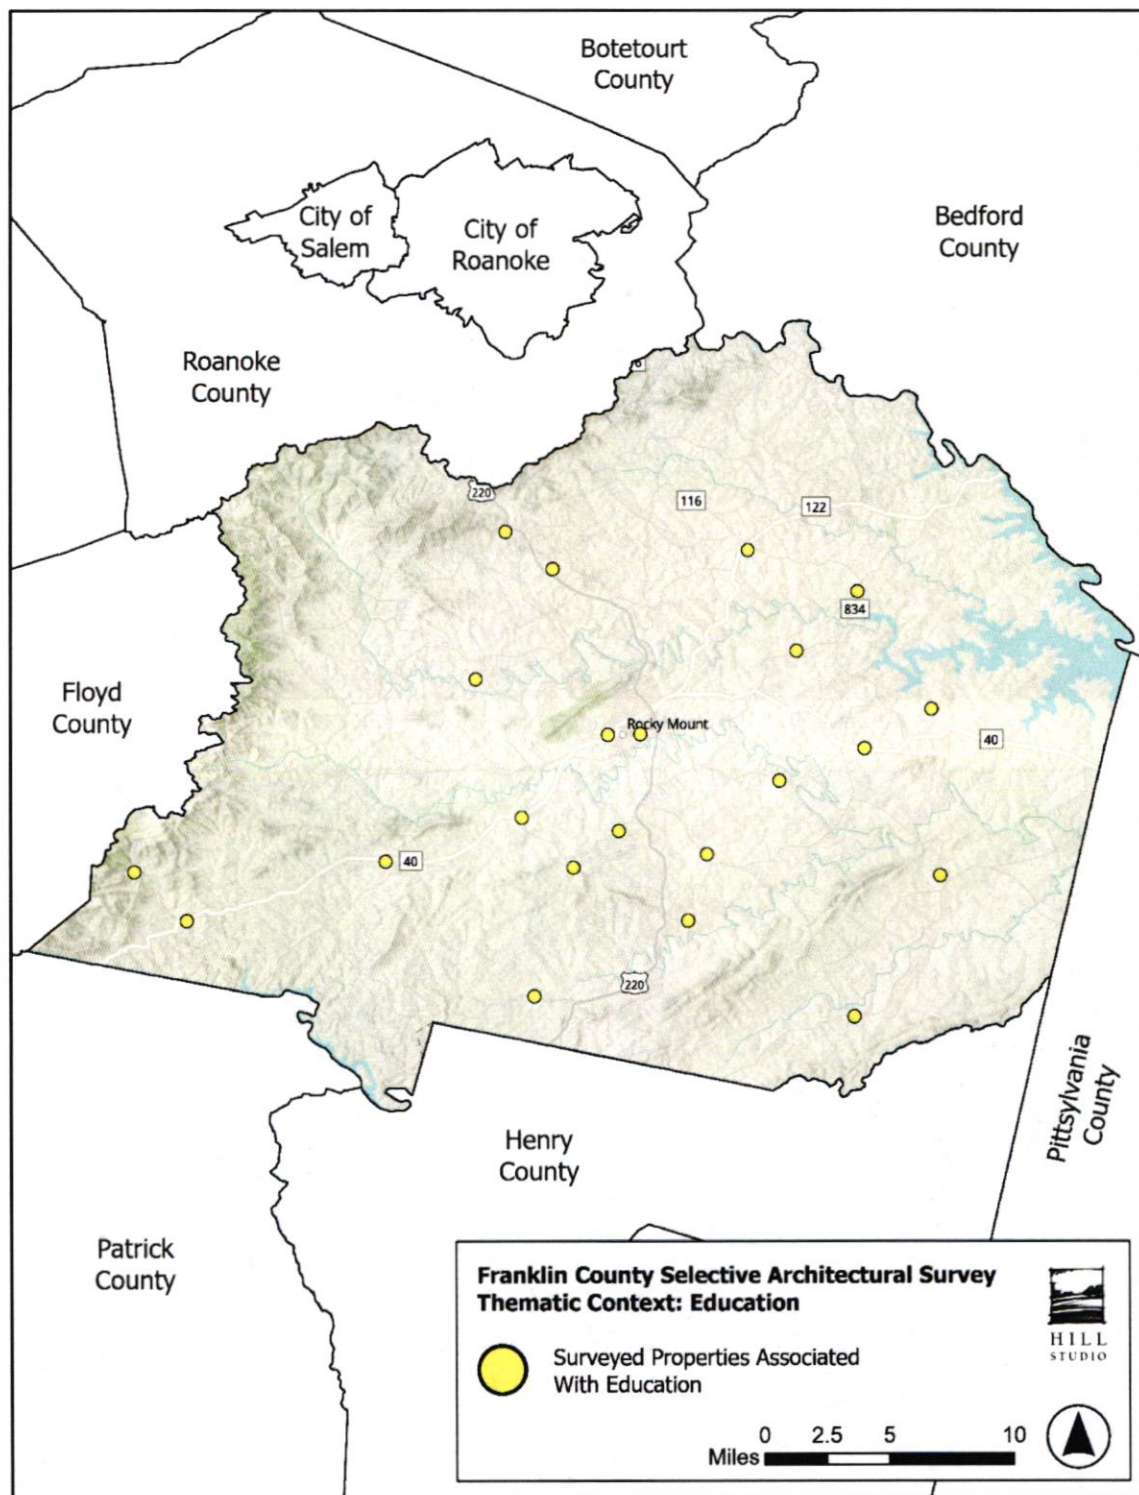 Botetourt
County
City of
Salem
City of
Roanoke
Bedford
County
Roanoke
County
220
116
122
834
Floyd
County
Rocky Mount
40
40
220
Pittsylvania
County
Henry
County
Patrick
County
Franklin County Selective Architectural Survey
Thematic Context: Education
HILL
STUDIO
Surveyed Properties Associated
With Education
0 2.5 5 10
Miles